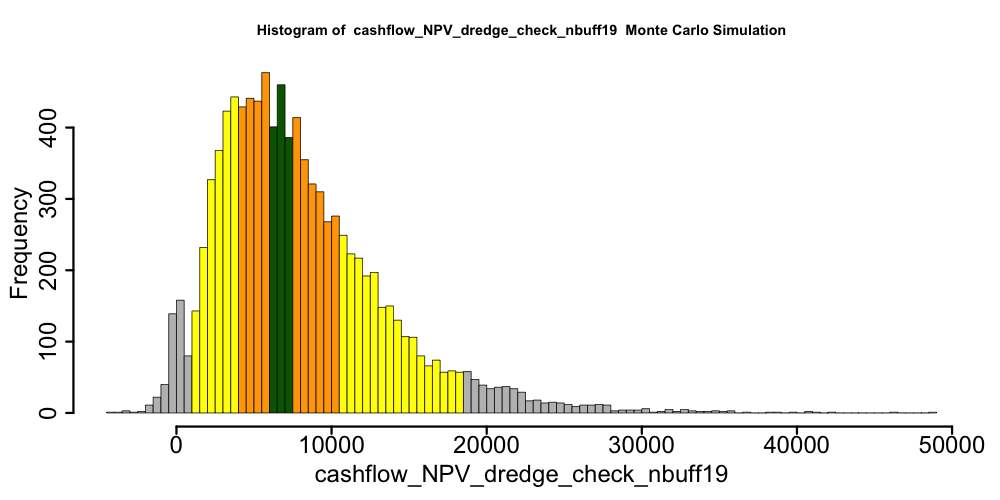 Histogram of  cashflow_NPV_dredge_check_nbuff19  Monte Carlo Simulation
Frequency
400
300
200
100
0
0 10000 20000 30000 40000 50000
cashflow_NPV_dredge_check_nbuff19